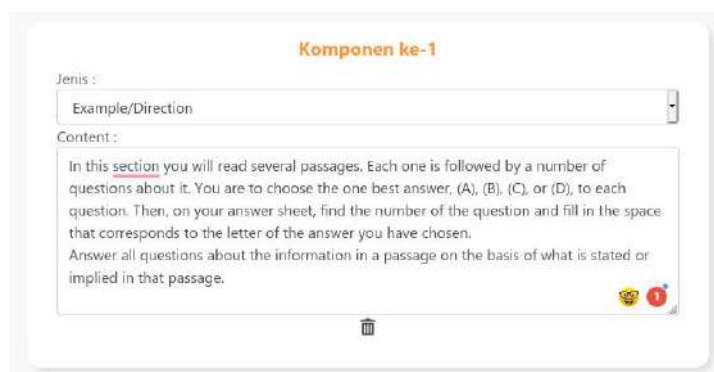 Komponen ke-1
Jenis :
Example/Direction
Content :
In this section you will read several passages. Each one is followed by a number of
questions about it. You are to choose the one best answer, (A), (B), (C), or (D), to each
question. Then, on your answer sheet, find the number of the question and fill in the space
that corresponds to the letter of the answer you have chosen.
Answer all questions about the information in a passage on the basis of what is stated or
implied in that passage.
1